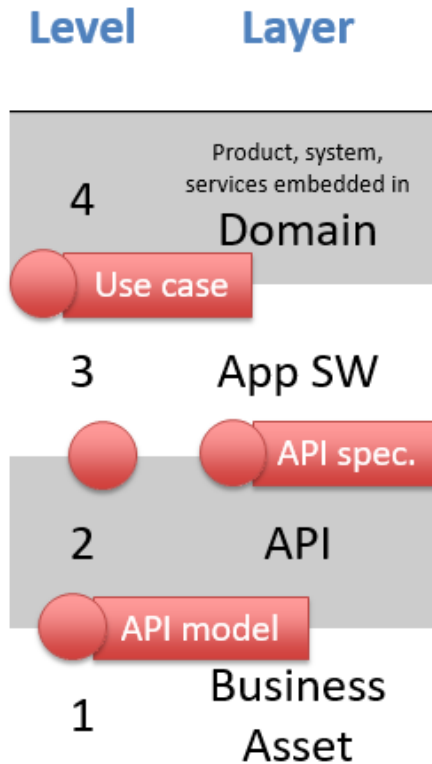 Level Layer
Product, system,
services embedded in
4 Domain
Use case
3 App SW
API spec.
2 API
API model
1 Business
Asset